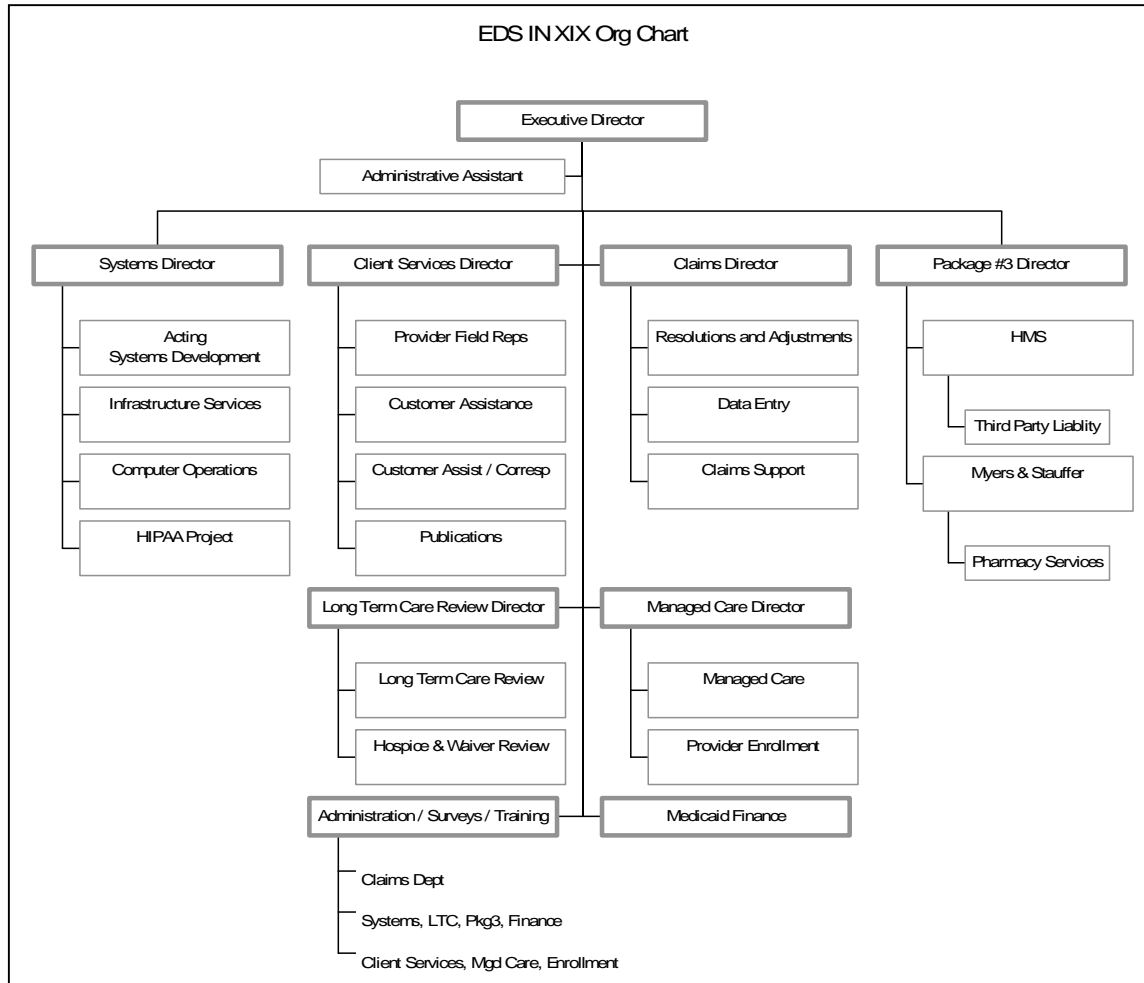 EDS IN XIX Org Chart
Executive Director
Administrative Assistant
Systems Director
Client Services Director
Claims Director
Package #3 Director
Acting
Systems Development
Provider Field Reps
Resolutions and Adjustments
HMS
Infrastructure Services
Customer Assistance
Data Entry
Third Party Liablity
Computer Operations
Customer Assist / Corresp
Claims Support
Myers & Stauffer
HIPAA Project
Publications
Pharmacy Services
Long Term Care Review Director
Managed Care Director
Long Term Care Review
Managed Care
Hospice & Waiver Review
Provider Enrollment
Administration / Surveys / Training
Medicaid Finance
Claims Dept
Systems, LTC, Pkg3, Finance
Client Services, Mgd Care, Enrollment